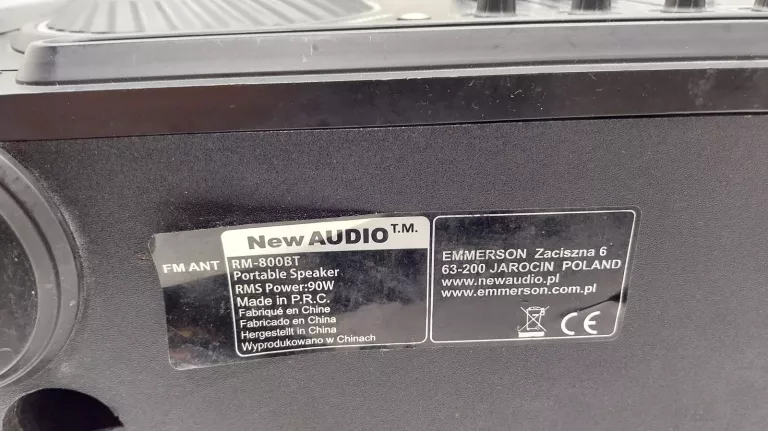 FM ANT
New AUDIO T.M.
RM-800BT
Portable Speaker
RMS Power:90W
Made in P.R.C.
Fabriqué en Chine
Fabricado en China
Hergestellt in China
Wyprodukowano w Chinach
EMMERSON Zaciszna 6
63-200 JAROCIN POLAND
www.newaudio.pl
www.emmerson.com.pl
CE